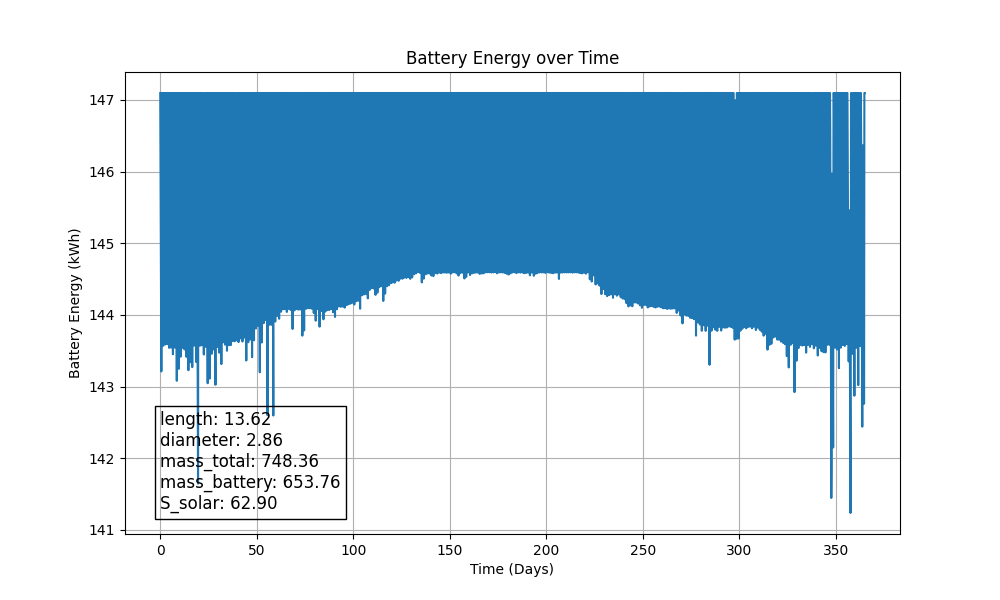 Battery Energy over Time
Battery Energy (kWh)
147
146
145
144
143
142
141
length: 13.62
diameter: 2.86
mass_total: 748.36
mass_battery: 653.76
S_solar: 62.90
0 50 100 150 200 250 300 350
Time (Days)